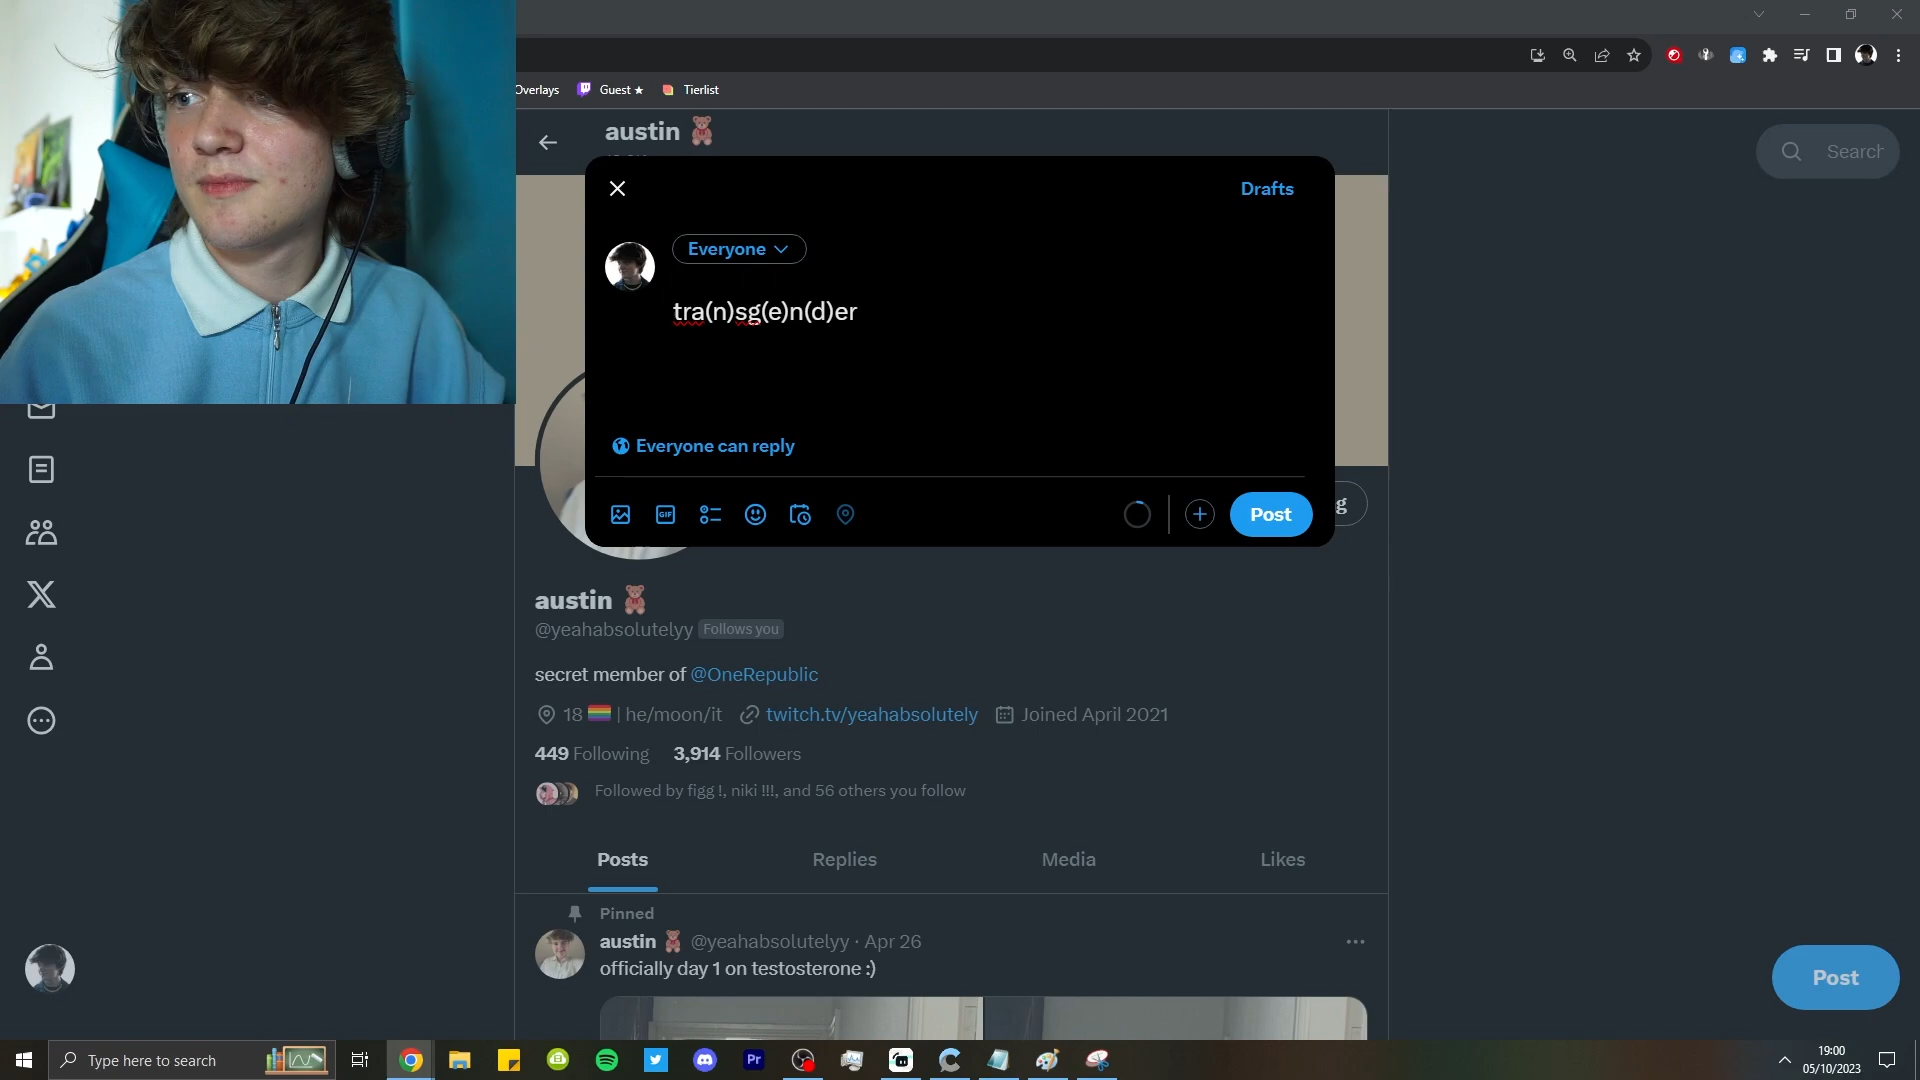 Overlays
Guest ★
Tierlist
austin 🧸
Search
Drafts
Everyone
tra(n)sg(e)n(d)er
Everyone can reply
GIF
Post
g
austin 🧸
@yeahabsolutelyy Follows you
secret member of @OneRepublic
18 🏳️‍🌈 | he/moon/it twitch.tv/yeahabsolutely Joined April 2021
449 Following 3,914 Followers
Followed by figg !, niki !!!, and 56 others you follow
Posts Replies Media Likes
Pinned
austin 🧸 @yeahabsolutelyy · Apr 26
officially day 1 on testosterone :)
Post
Type here to search
Pr
19:00
05/10/2023